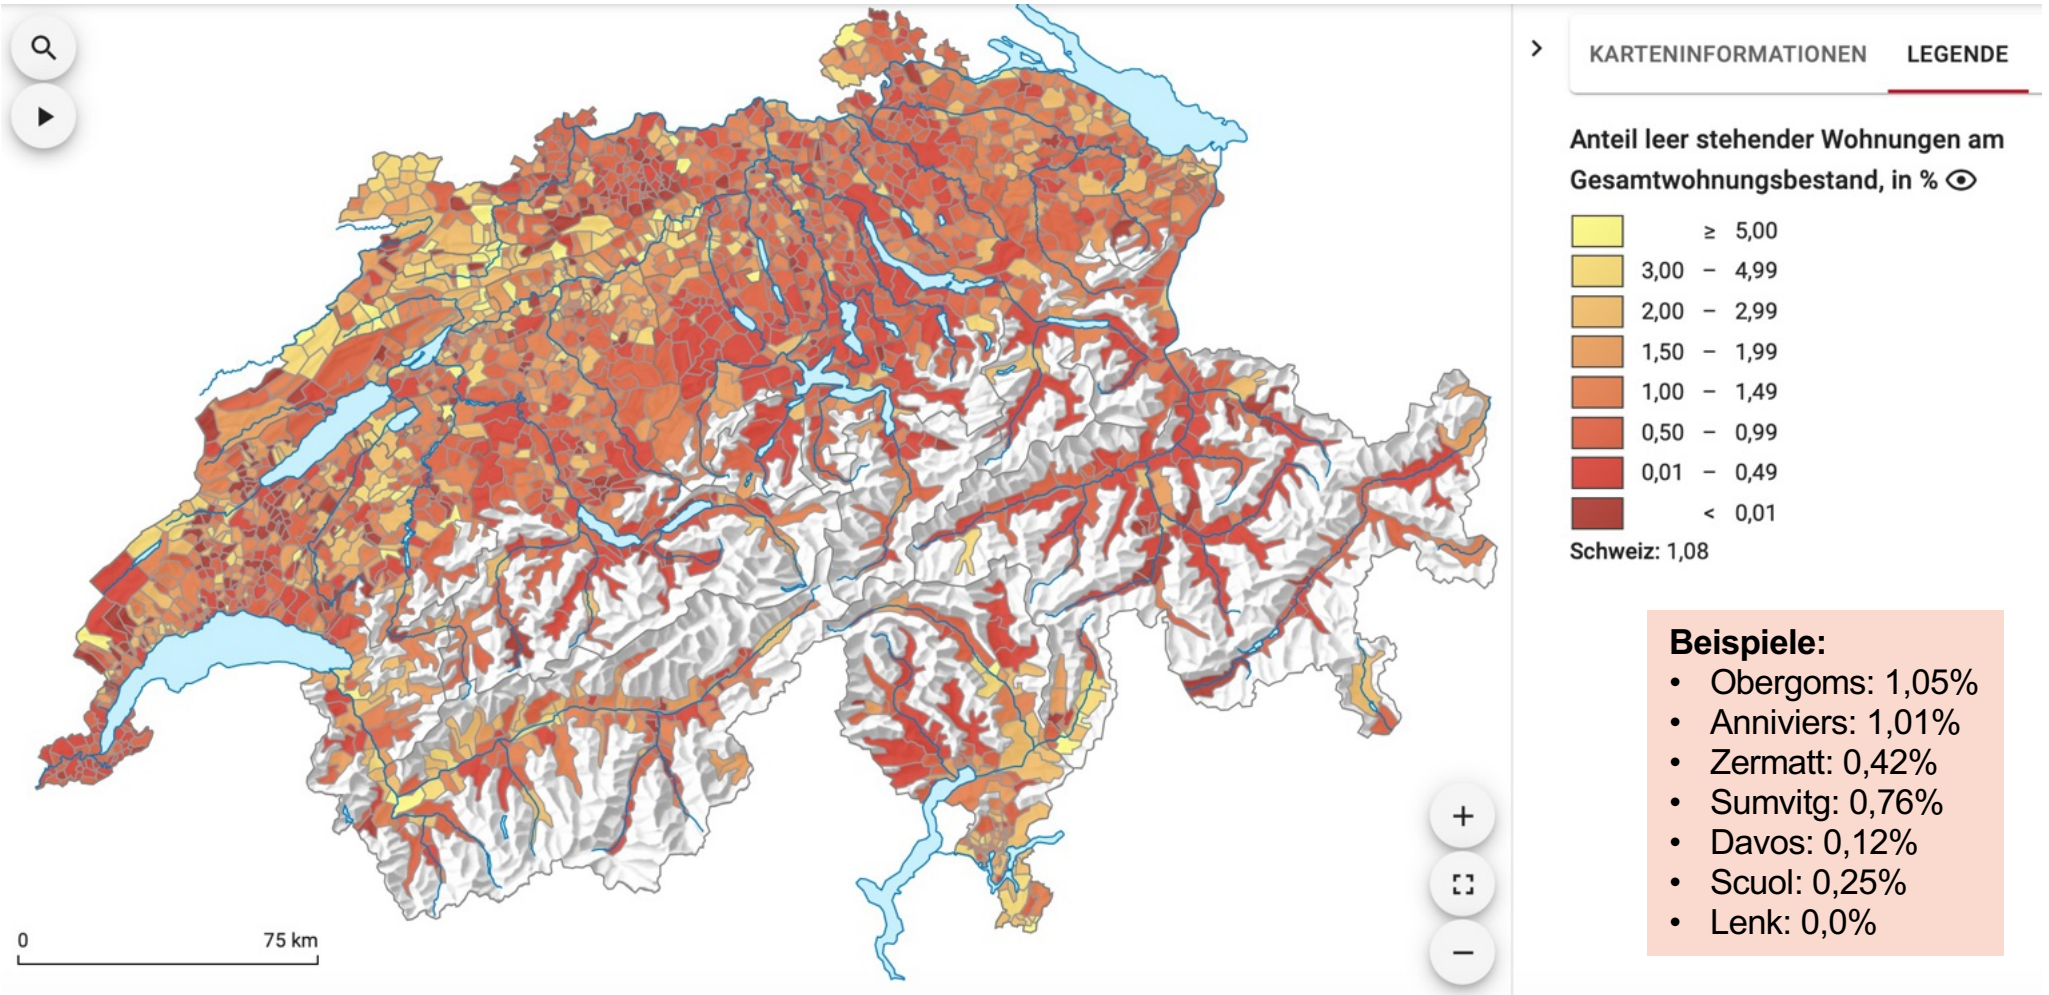 KARTENINFORMATIONEN LEGENDE
Anteil leer stehender Wohnungen am
Gesamtwohnungsbestand, in %
≥ 5,00
3,00 – 4,99
2,00 – 2,99
1,50 – 1,99
1,00 – 1,49
0,50 – 0,99
0,01 – 0,49
< 0,01
Schweiz: 1,08
Beispiele:
• Obergoms: 1,05%
• Anniviers: 1,01%
• Zermatt: 0,42%
• Sumvitg: 0,76%
• Davos: 0,12%
• Scuol: 0,25%
• Lenk: 0,0%
0 75 km